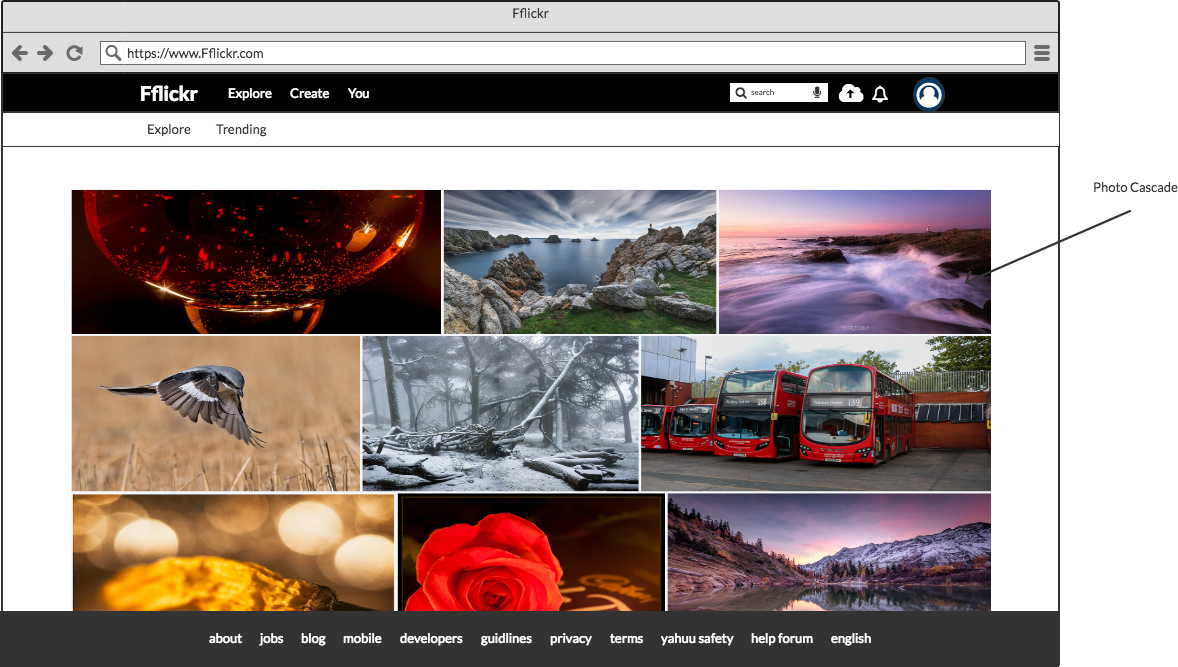 Fflickr
https://www.Fflickr.com
Fflickr Explore Create You search
Explore Trending
Photo Cascade
about jobs blog mobile developers guidlines privacy terms yahuu safety help forum english